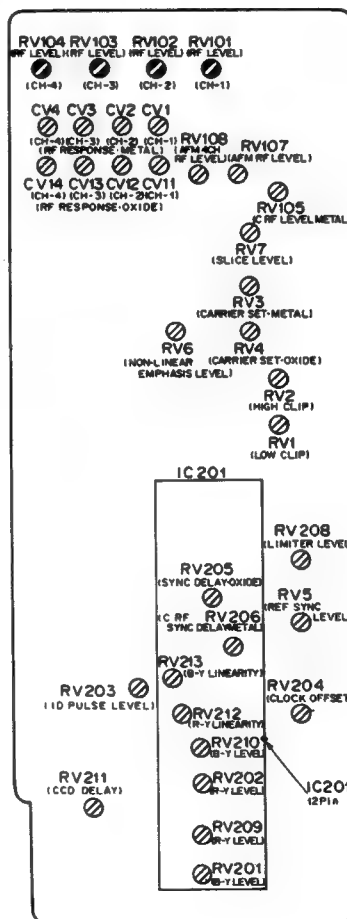 RV104 RV103 RV102 RV101
(RF LEVEL) (RF LEVEL) (RF LEVEL) (RF LEVEL)
(CH-4) (CH-3) (CH-2) (CH-1)
CV4 CV3 CV2 CV1
(CH-4) (CH-3) (CH-2) (CH-1)
(RF RESPONSE-METAL)
RV108
(AFM 4CH
RF LEVEL)
RV107
(AFM RF LEVEL)
CV14 CV13 CV12 CV11
(CH-4) (CH-3) (CH-2) (CH-1)
(RF RESPONSE-OXIDE)
RV105
(C RF LEVEL METAL)
RV7
(SLICE LEVEL)
RV3
(CARRIER SET-METAL)
RV6
(NON-LINEAR
EMPHASIS LEVEL)
RV4
(CARRIER SET-OXIDE)
RV2
(HIGH CLIP)
RV1
(LOW CLIP)
IC201
RV208
(LIMITER LEVEL)
RV205
(SYNC DELAY-OXIDE)
RV5
(REF SYNC
LEVEL)
RV206
(C RF
SYNC DELAY-METAL)
RV213
(B-Y LINEARITY)
RV203
(ID PULSE LEVEL)
RV204
(CLOCK OFFSET)
RV212
(R-Y LINEARITY)
RV210
(B-Y LEVEL)
RV211
(CCD DELAY)
RV202
(R-Y LEVEL)
IC201
12Pin
RV209
(R-Y LEVEL)
RV201
(B-Y LEVEL)